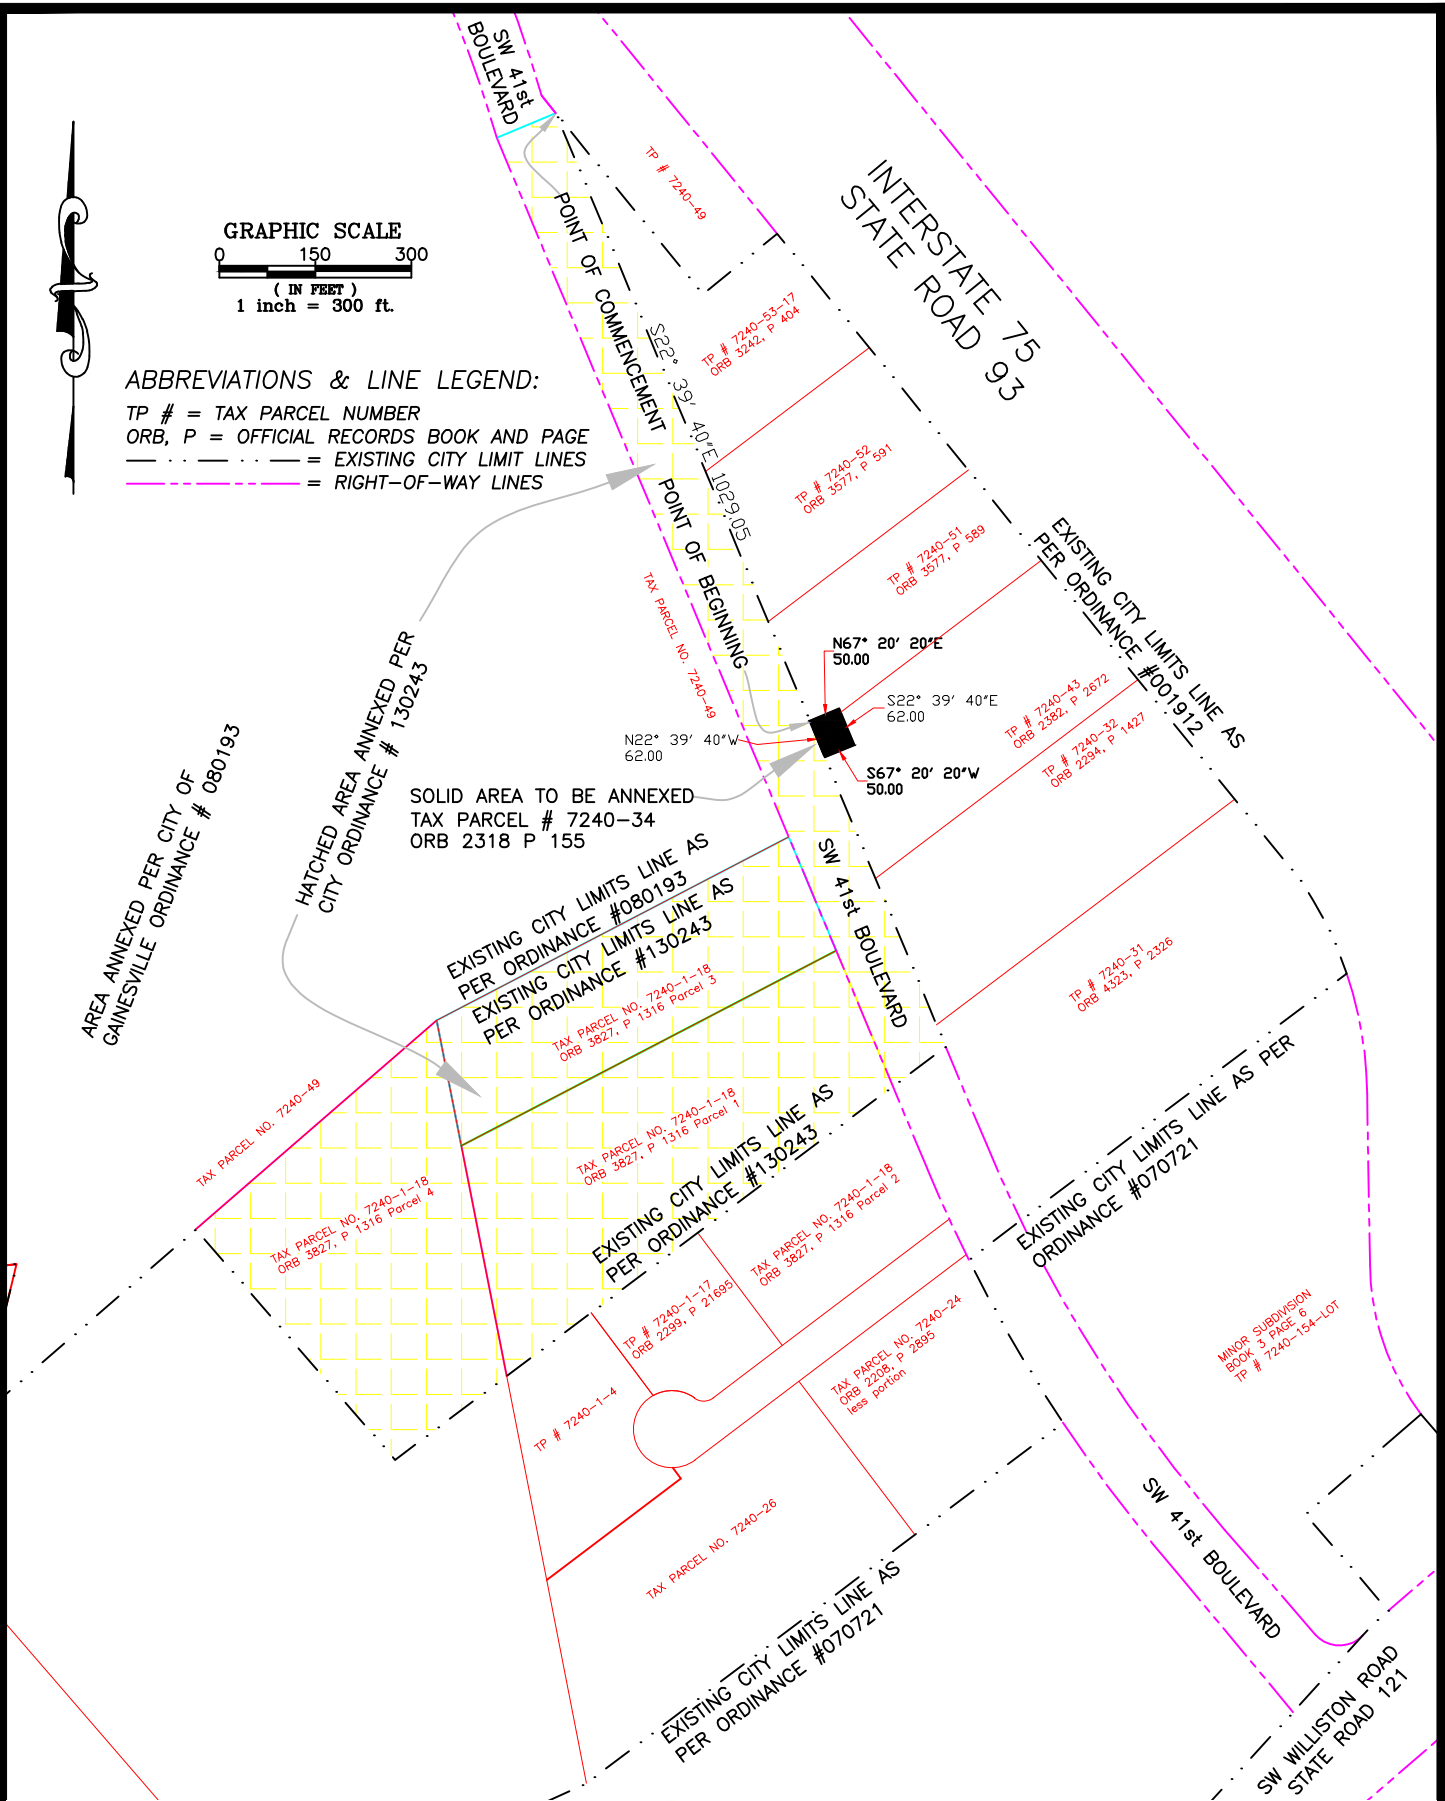 SW 41st
BOULEVARD
TP # 7240-49
INTERSTATE 75
STATE ROAD 93
GRAPHIC SCALE
0 150 300
( IN FEET )
1 inch = 300 ft.
POINT OF COMMENCEMENT
S22° 39' 40"E 1029.05
TP # 7240-53-17
ORB 3242, P 404
ABBREVIATIONS & LINE LEGEND:
TP # = TAX PARCEL NUMBER
ORB, P = OFFICIAL RECORDS BOOK AND PAGE
= EXISTING CITY LIMIT LINES
= RIGHT-OF-WAY LINES
TP # 7240-52
ORB 3577, P 591
POINT OF BEGINNING
TP # 7240-51
ORB 3577, P 589
EXISTING CITY LIMITS LINE AS
PER ORDINANCE #001912
TAX PARCEL NO. 7240-49
N67° 20' 20"E
50.00
S22° 39' 40"E
62.00
N22° 39' 40"W
62.00
S67° 20' 20"W
50.00
TP # 7240-43
ORB 2382, P 2672
TP # 7240-32
ORB 2294, P 1427
HATCHED AREA ANNEXED PER
CITY ORDINANCE # 130243
AREA ANNEXED PER CITY OF
GAINESVILLE ORDINANCE # 080193
SOLID AREA TO BE ANNEXED
TAX PARCEL # 7240-34
ORB 2318 P 155
SW 41st BOULEVARD
EXISTING CITY LIMITS LINE AS
PER ORDINANCE #080193
EXISTING CITY LIMITS LINE AS
PER ORDINANCE #130243
TAX PARCEL NO. 7240-1-18
ORB 3827, P 1316 Parcel 3
TP # 7240-31
ORB 4323, P 2326
TAX PARCEL NO. 7240-49
TAX PARCEL NO. 7240-1-18
ORB 3827, P 1316 Parcel 1
EXISTING CITY LIMITS LINE AS PER
ORDINANCE #070721
EXISTING CITY LIMITS LINE AS
PER ORDINANCE #130243
TAX PARCEL NO. 7240-1-18
ORB 3827, P 1316 Parcel 4
TAX PARCEL NO. 7240-1-18
ORB 3827, P 1316 Parcel 2
TP # 7240-1-17
ORB 2299, P 21695
TAX PARCEL NO. 7240-24
ORB 2208, P 2895
less portion
MINOR SUBDIVISION
BOOK 3 PAGE 6
TP # 7240-154-LOT
TP # 7240-1-4
TAX PARCEL NO. 7240-26
SW 41st BOULEVARD
EXISTING CITY LIMITS LINE AS
PER ORDINANCE #070721
SW WILLISTON ROAD
STATE ROAD 121